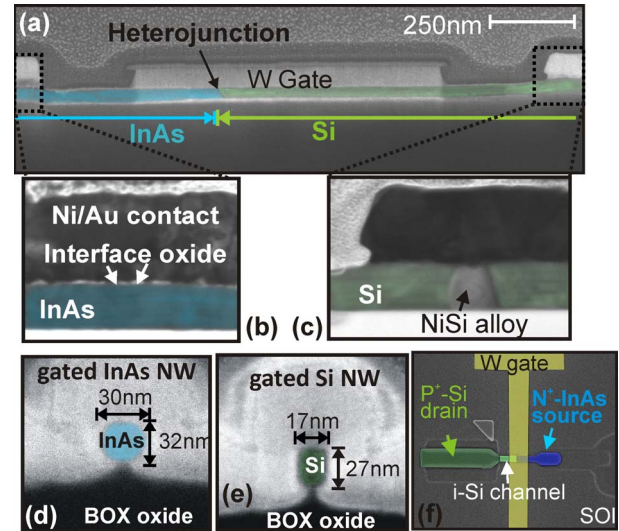 (a)
250nm
Heterojunction
W Gate
InAs
Si
Ni/Au contact
Interface oxide
InAs
(b)
(c)
Si
NiSi alloy
gated InAs NW
30nm
InAs
32nm
(d)
BOX oxide
gated Si NW
17nm
Si
27nm
(e)
BOX oxide
W gate
P+-Si
drain
N+-InAs
source
i-Si channel
(f)
SOI